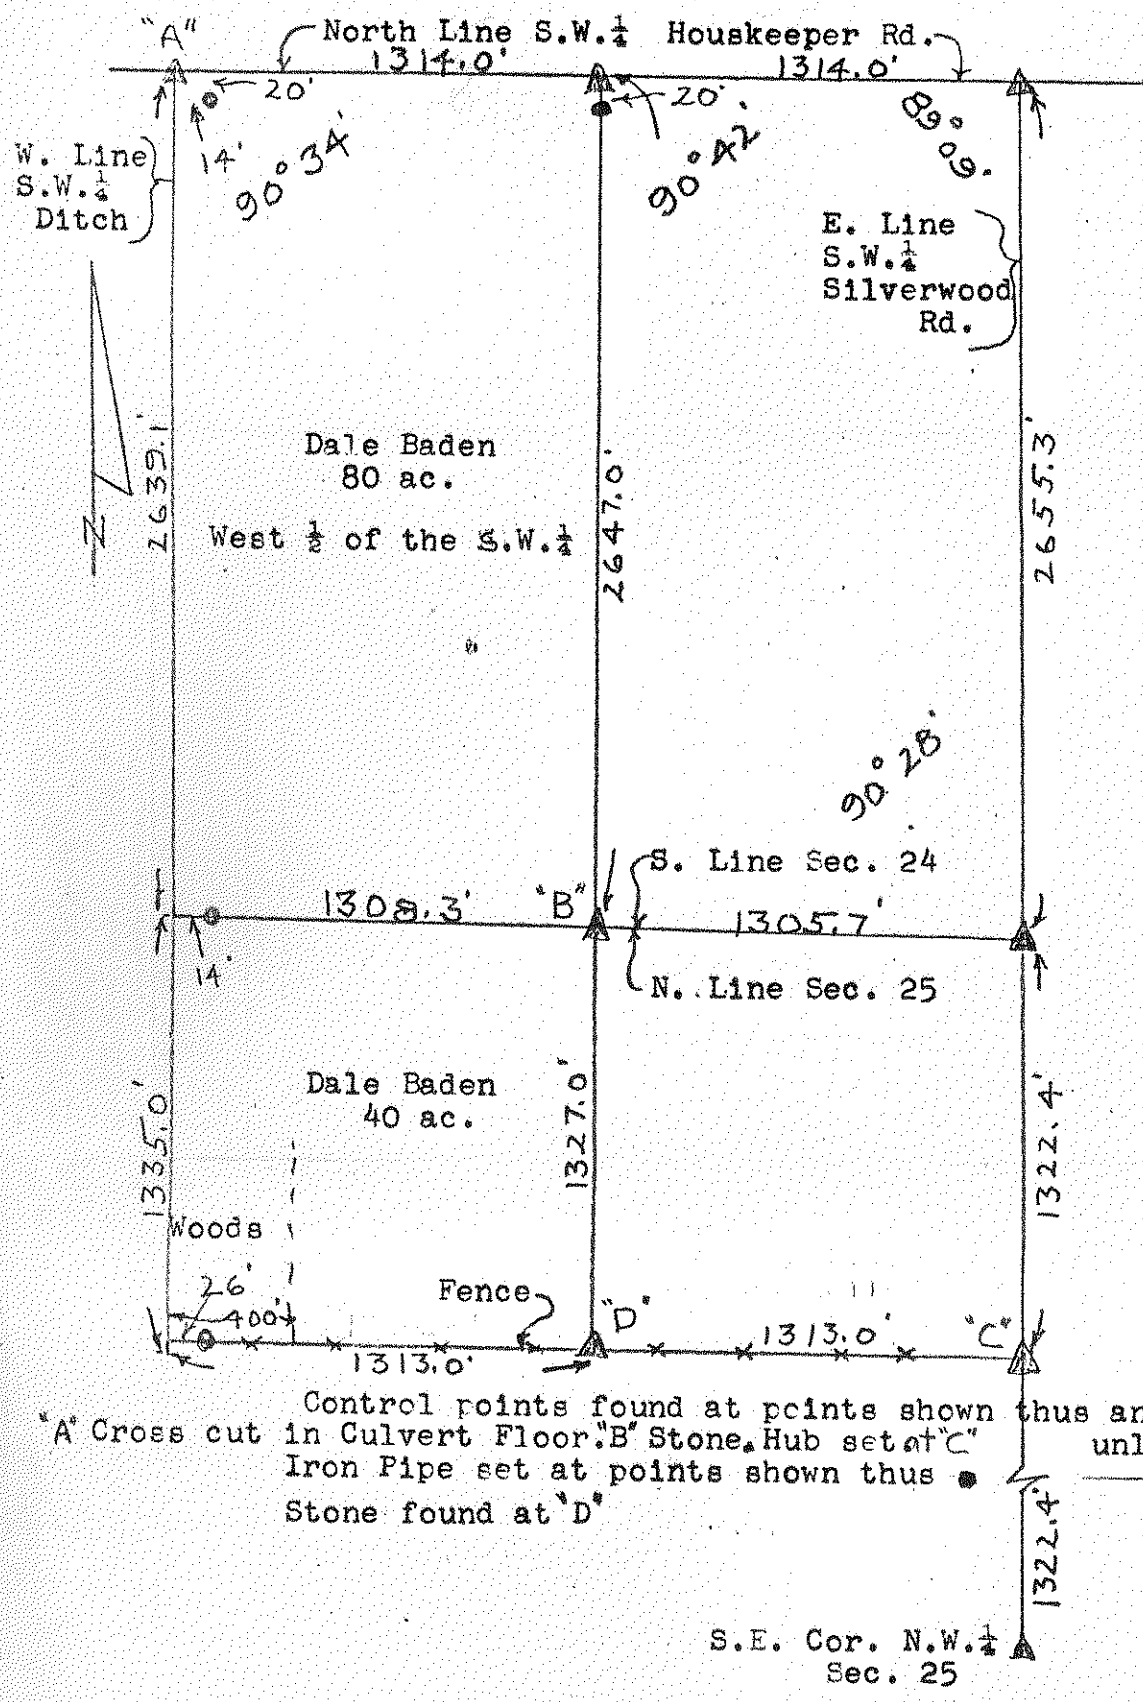 "A"
North Line S.W.¼ Houskeeper Rd.
1314.0' 1314.0'
20' 20'
14'
90° 34' 90° 42' 89° 09'
W. Line
S.W.¼
Ditch
E. Line
S.W.¼
Silverwood
Rd.
2639.1' 2647.0' 2655.3'
Dale Baden
80 ac.
West ½ of the S.W.¼
N
90° 28'
S. Line Sec. 24
1308.3' "B" 1305.7'
14'
N. Line Sec. 25
Dale Baden
40 ac.
1335.0' 1327.0' 1322.4'
Woods
26'
400'
Fence
"D" 1313.0' "C"
1313.0'
Control points found at points shown thus an
"A" Cross cut in Culvert Floor."B" Stone.Hub set at "C" unl
Iron Pipe set at points shown thus
Stone found at "D"
1322.4'
S.E. Cor. N.W.¼
Sec. 25